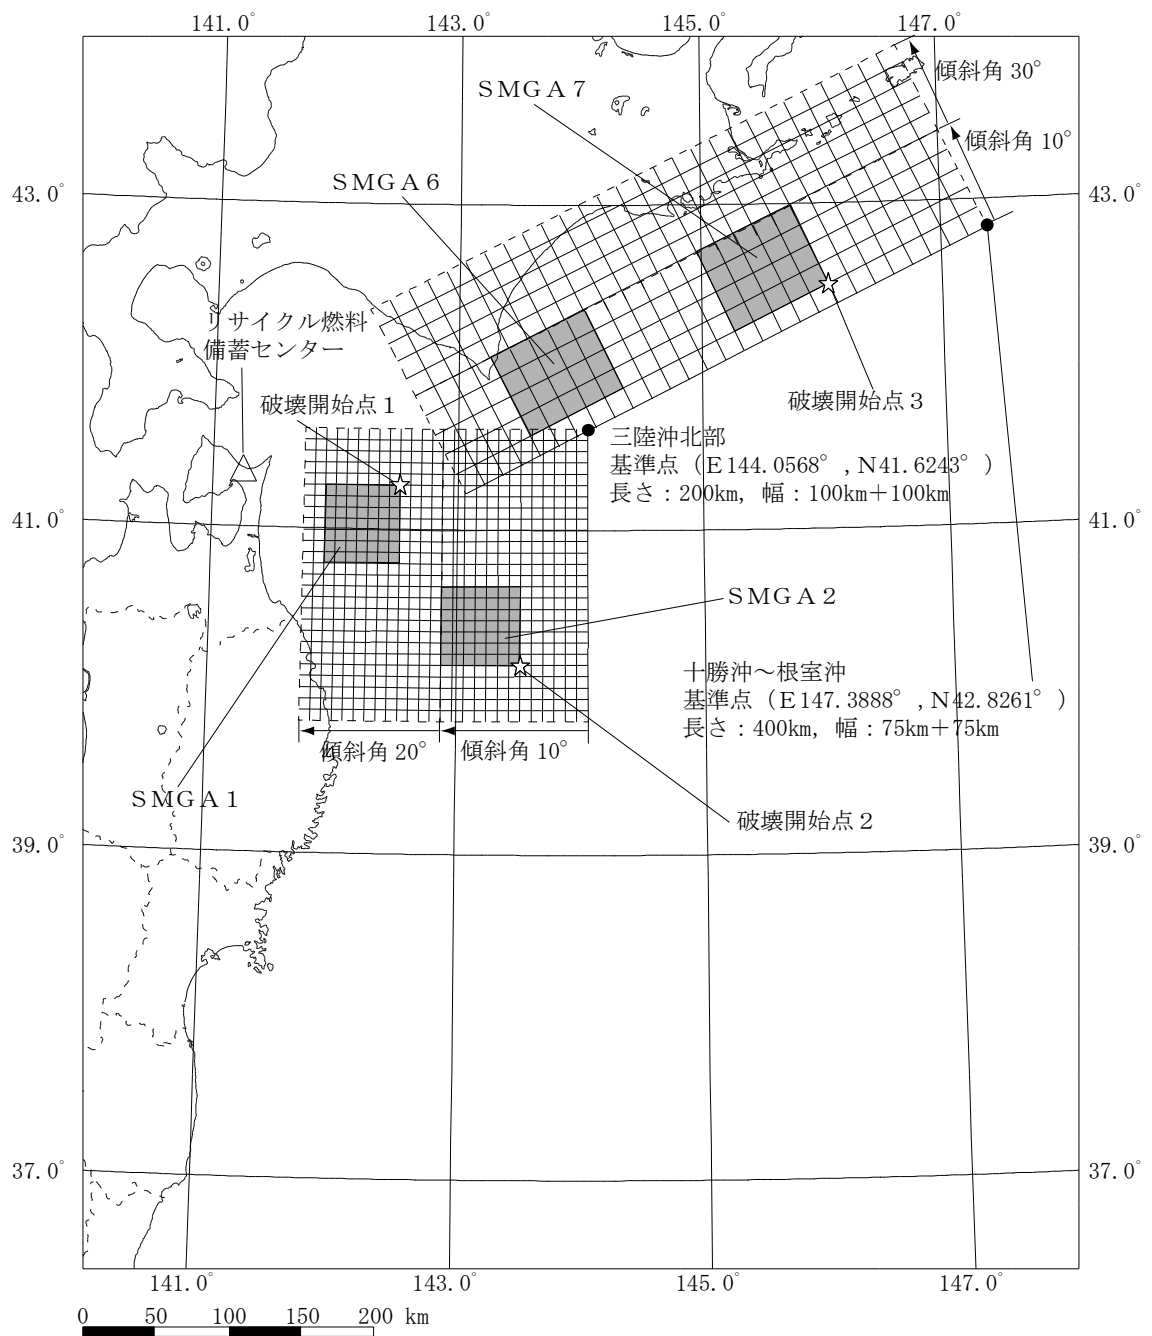 141.0° 143.0° 145.0° 147.0°
傾斜角 30°
SMGA7
傾斜角 10°
SMGA6
43.0° 43.0°
リサイクル燃料
備蓄センター
破壊開始点1
破壊開始点3
三陸沖北部
基準点（E144.0568°,N41.6243°）
長さ：200km, 幅：100km＋100km
41.0° 41.0°
SMGA2
十勝沖～根室沖
基準点（E147.3888°,N42.8261°）
長さ：400km, 幅：75km＋75km
傾斜角 20° 傾斜角 10°
SMGA1
破壊開始点2
39.0° 39.0°
37.0° 37.0°
141.0° 143.0° 145.0° 147.0°
0 50 100 150 200 km